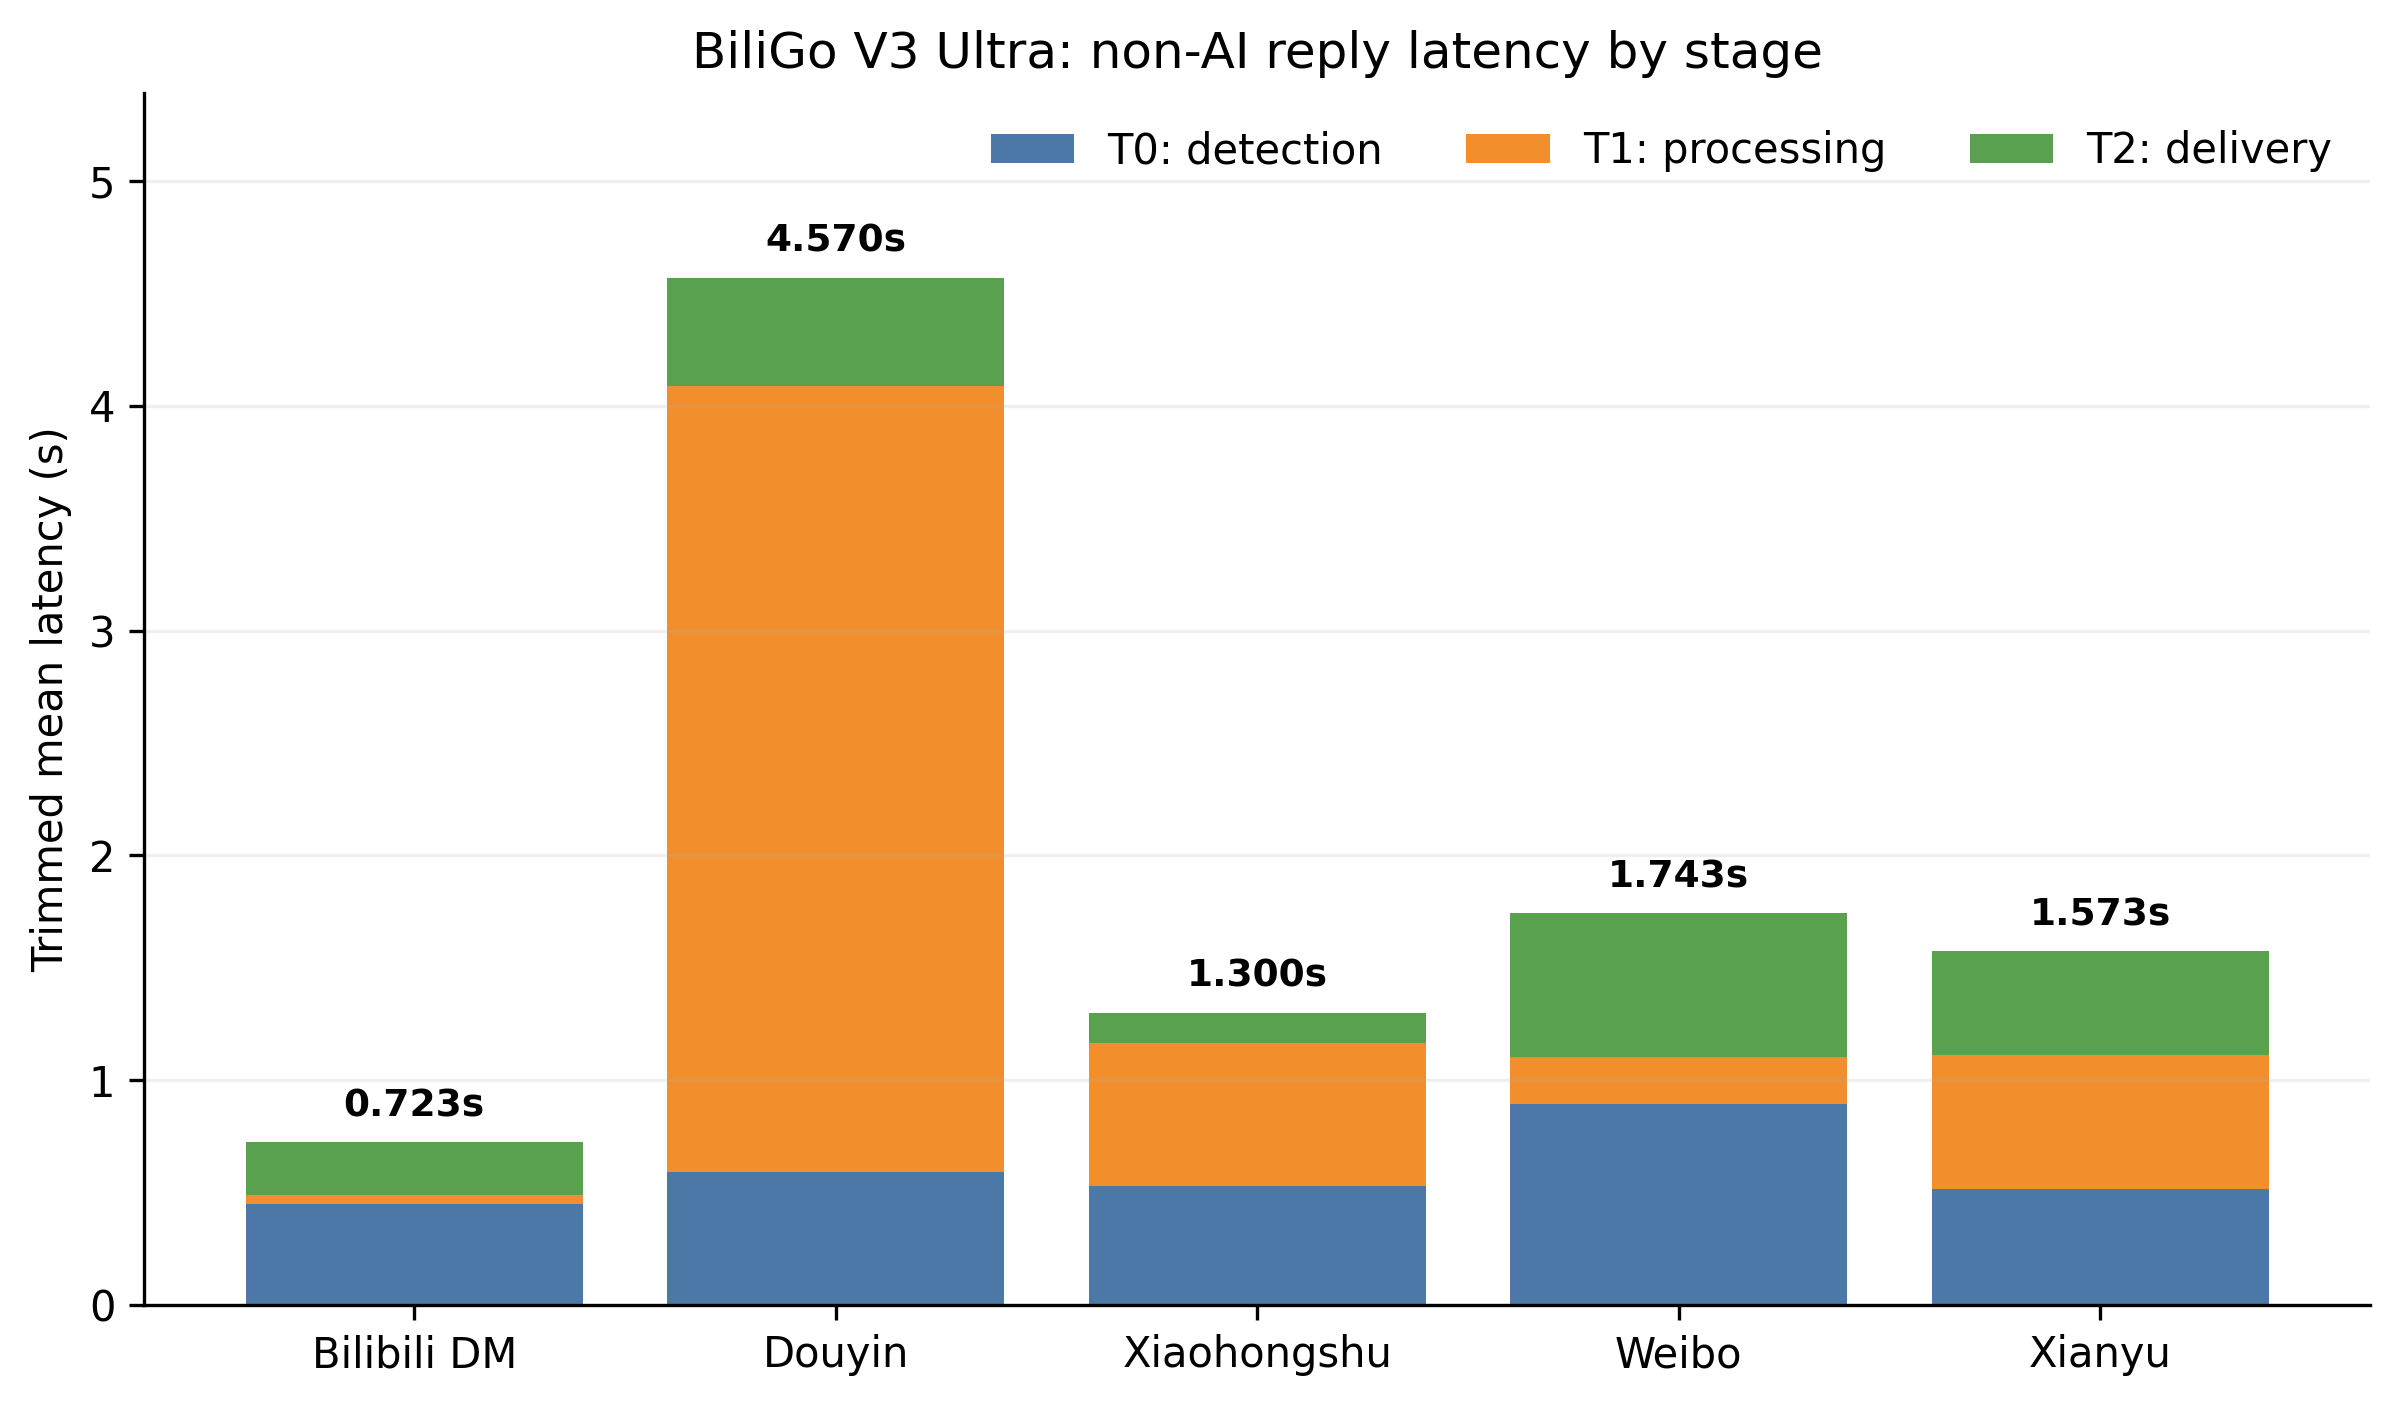 BiliGo V3 Ultra: non-AI reply latency by stage
T0: detection
T1: processing
T2: delivery
Trimmed mean latency (s)
5
4
3
2
1
0
0.723s
4.570s
1.300s
1.743s
1.573s
Bilibili DM
Douyin
Xiaohongshu
Weibo
Xianyu